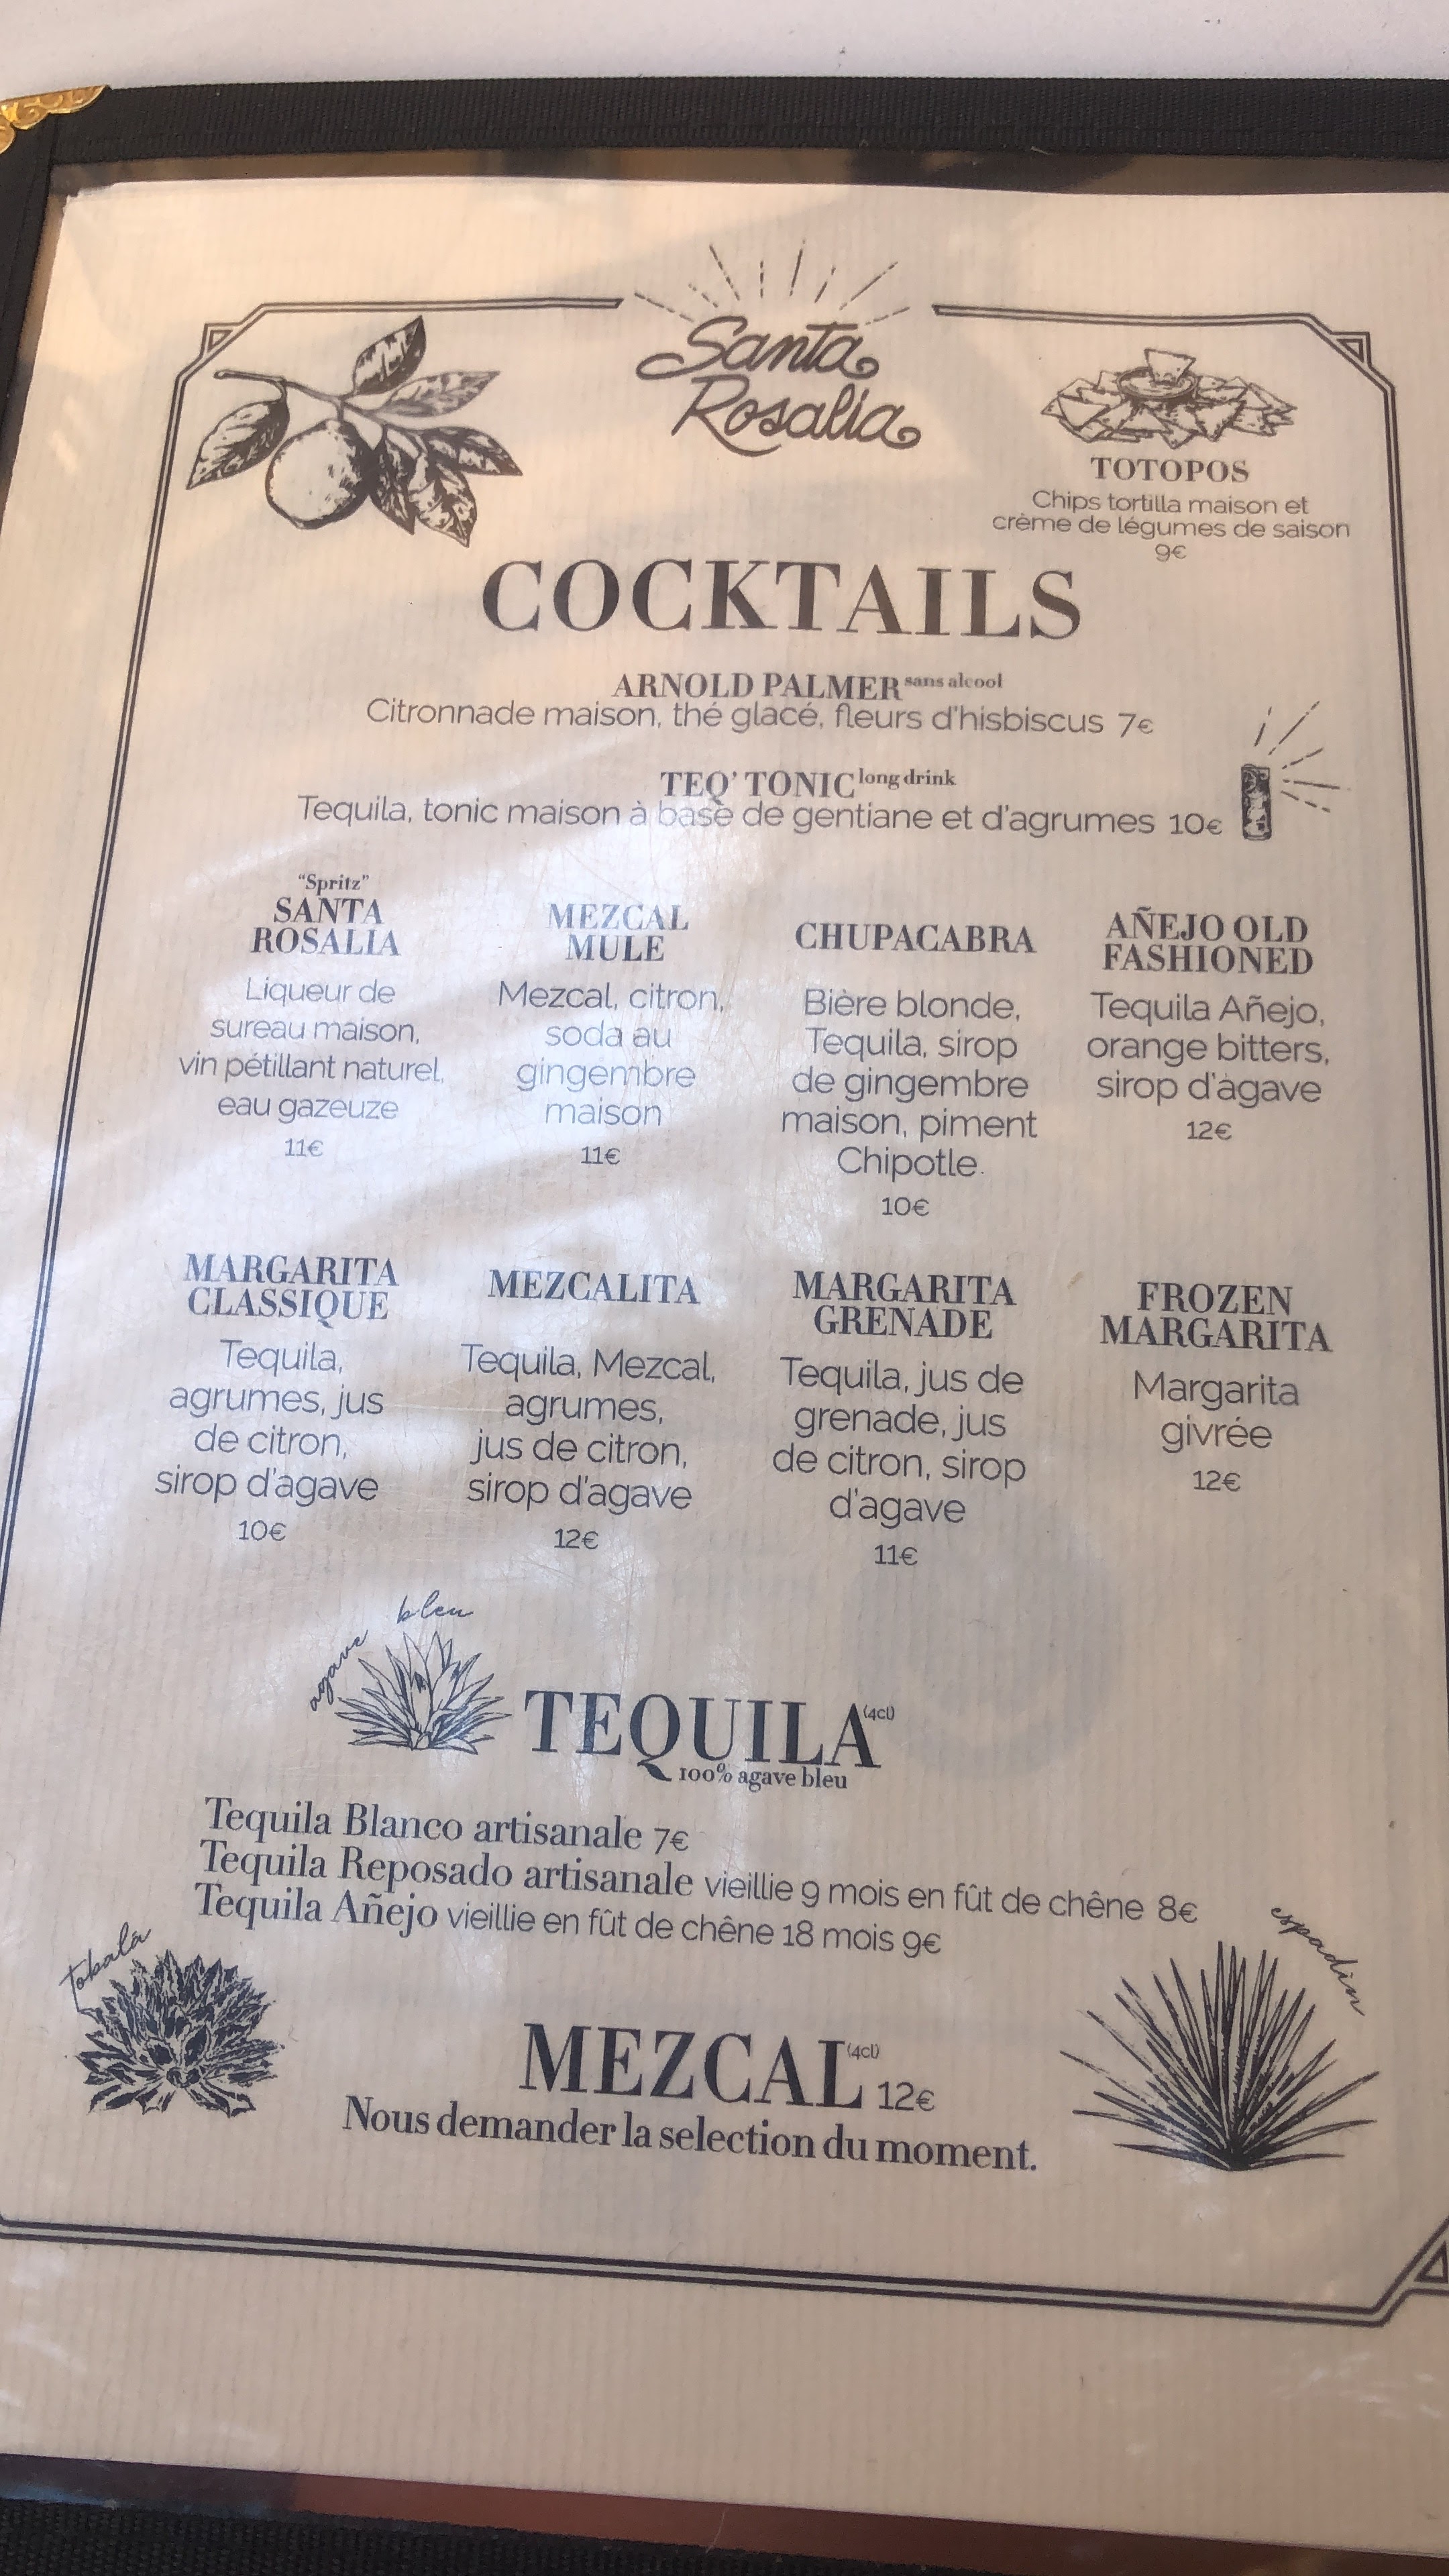 Santa
Rosalia
TOTOPOS
Chips tortilla maison et
crème de légumes de saison
9€
COCKTAILS
ARNOLD PALMER sans alcool
Citronnade maison, thé glacé, fleurs d'hisbiscus 7€
TEQ' TONIC long drink
Tequila, tonic maison à base de gentiane et d'agrumes 10€
"Spritz"
SANTA
ROSALIA
Liqueur de
sureau maison,
vin pétillant naturel,
eau gazeuze
11€
MEZCAL
MULE
Mezcal, citron,
soda au
gingembre
maison
11€
CHUPACABRA
Bière blonde,
Tequila, sirop
de gingembre
maison, piment
Chipotle.
10€
AÑEJO OLD
FASHIONED
Tequila Añejo,
orange bitters,
sirop d'agave
12€
MARGARITA
CLASSIQUE
Tequila,
agrumes, jus
de citron,
sirop d'agave
10€
MEZCALITA
Tequila, Mezcal,
agrumes,
jus de citron,
sirop d'agave
12€
MARGARITA
GRENADE
Tequila, jus de
grenade, jus
de citron, sirop
d'agave
11€
FROZEN
MARGARITA
Margarita
givrée
12€
agave bleu
TEQUILA (4cl)
100% agave bleu
Tequila Blanco artisanale 7€
Tequila Reposado artisanale vieillie 9 mois en fût de chêne 8€
Tequila Añejo vieillie en fût de chêne 18 mois 9€
tobalá
espadín
MEZCAL (4cl) 12€
Nous demander la selection du moment.